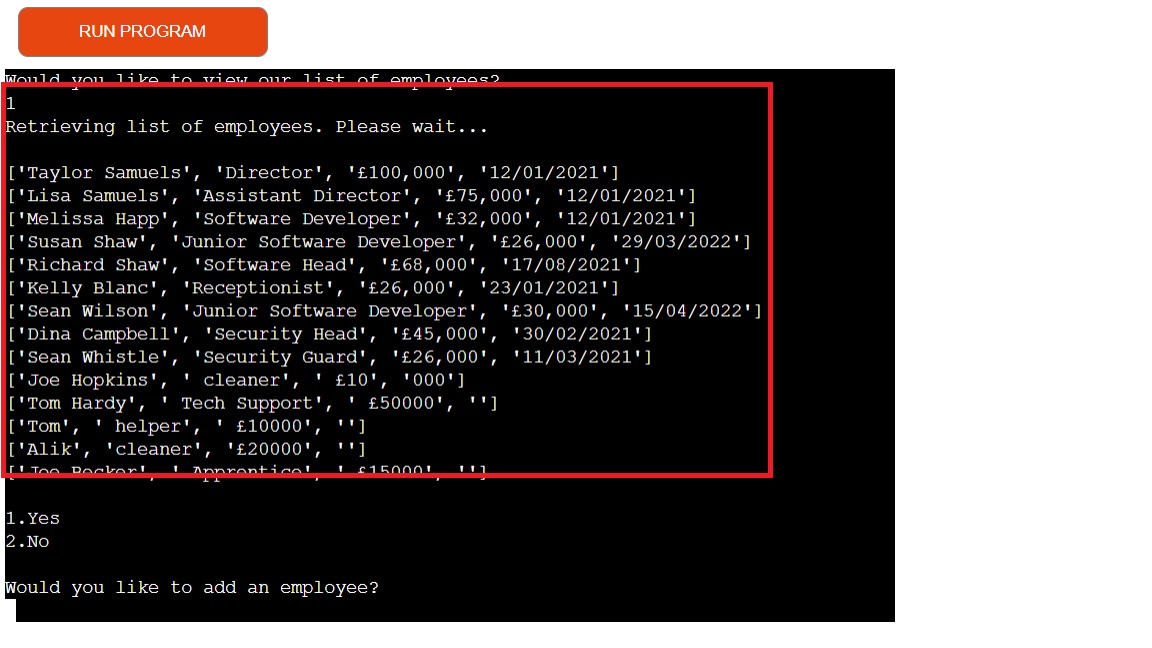 RUN PROGRAM
Would you like to view our list of employees?
1
Retrieving list of employees. Please wait...
['Taylor Samuels', 'Director', '£100,000', '12/01/2021']
['Lisa Samuels', 'Assistant Director', '£75,000', '12/01/2021']
['Melissa Happ', 'Software Developer', '£32,000', '12/01/2021']
['Susan Shaw', 'Junior Software Developer', '£26,000', '29/03/2022']
['Richard Shaw', 'Software Head', '£68,000', '17/08/2021']
['Kelly Blanc', 'Receptionist', '£26,000', '23/01/2021']
['Sean Wilson', 'Junior Software Developer', '£30,000', '15/04/2022']
['Dina Campbell', 'Security Head', '£45,000', '30/02/2021']
['Sean Whistle', 'Security Guard', '£26,000', '11/03/2021']
['Joe Hopkins', ' cleaner', ' £10', '000']
['Tom Hardy', ' Tech Support', ' £50000', '']
['Tom', ' helper', ' £10000', '']
['Alik', 'cleaner', '£20000', '']
['Joe Becker', ' Apprentice', ' £15000', '']
1.Yes
2.No
Would you like to add an employee?